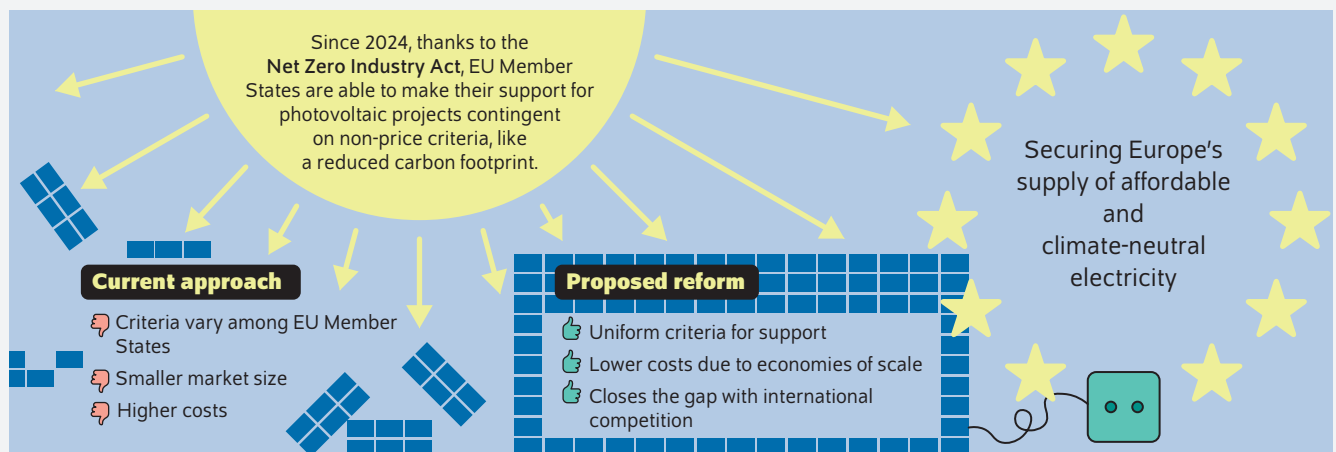 Since 2024, thanks to the
Net Zero Industry Act, EU Member
States are able to make their support for
photovoltaic projects contingent
on non-price criteria, like
a reduced carbon footprint.
Current approach
Criteria vary among EU Member
States
Smaller market size
Higher costs
Proposed reform
Uniform criteria for support
Lower costs due to economies of scale
Closes the gap with international
competition
Securing Europe’s
supply of affordable
and
climate-neutral
electricity